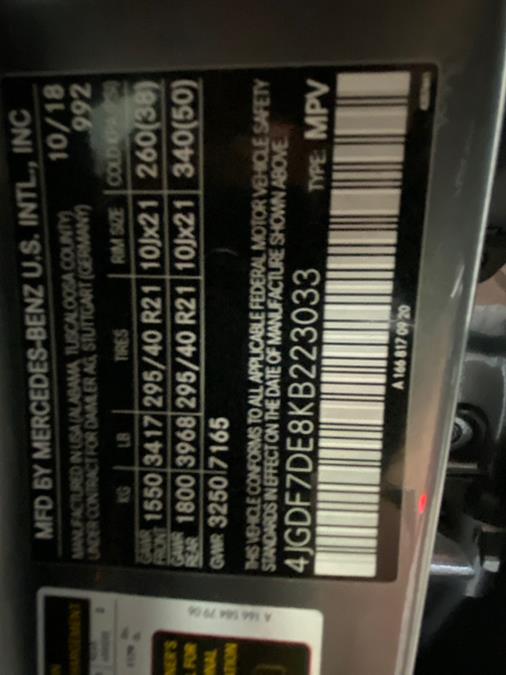 MFD BY MERCEDES-BENZ U.S. INTL., INC
MANUFACTURED IN USA (ALABAMA, TUSCALOOSA COUNTY)
UNDER CONTRACT FOR DAIMLER AG, STUTTGART (GERMANY)
10/18
992
KG LB TIRES RIM SIZE COLD
GAWR FRONT 1550 3417 295/40 R21 10Jx21 260(38)
GAWR REAR 1800 3968 295/40 R21 10Jx21 340(50)
GVWR 3250 7165
THIS VEHICLE CONFORMS TO ALL APPLICABLE FEDERAL MOTOR VEHICLE SAFETY
STANDARDS IN EFFECT ON THE DATE OF MANUFACTURE SHOWN ABOVE.
4JGDF7DE8KB223033 TYPE: MPV
A 166 817 09 20
A 166 584 79 06